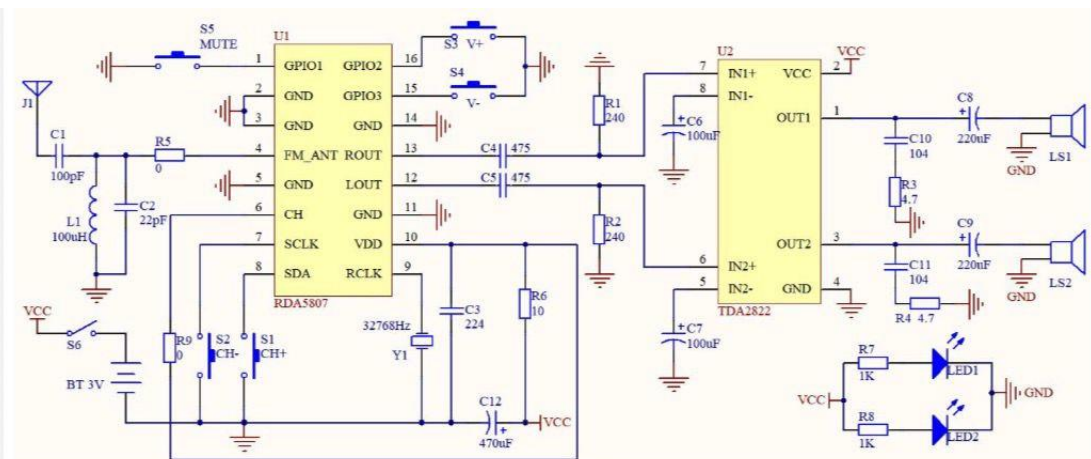 S5
MUTE
U1
S3 V+
S4
V-
1 GPIO1 GPIO2 16
2 GND GPIO3 15
3 GND GND 14
4 FM_ANT ROUT 13
5 GND LOUT 12
6 CH GND 11
7 SCLK VDD 10
8 SDA RCLK 9
RDA5807
J1
C1
100pF
R5
0
L1
100uH
C2
22pF
VCC
S6
BT 3V
R9
0
S2
CH-
S1
CH+
32768Hz
Y1
C3
224
R6
10
C12
470uF
VCC
C4 475
C5 475
R1
240
R2
240
C6
100uF
C7
100uF
U2
7 IN1+ VCC 2
VCC
8 IN1-
OUT1 1
OUT2 3
6 IN2+
5 IN2- GND 4
TDA2822
C8
220uF
C10
104
R3
4.7
GND
LS1
C9
220uF
C11
104
R4 4.7
GND
LS2
R7
1K
LED1
VCC
GND
R8
1K
LED2